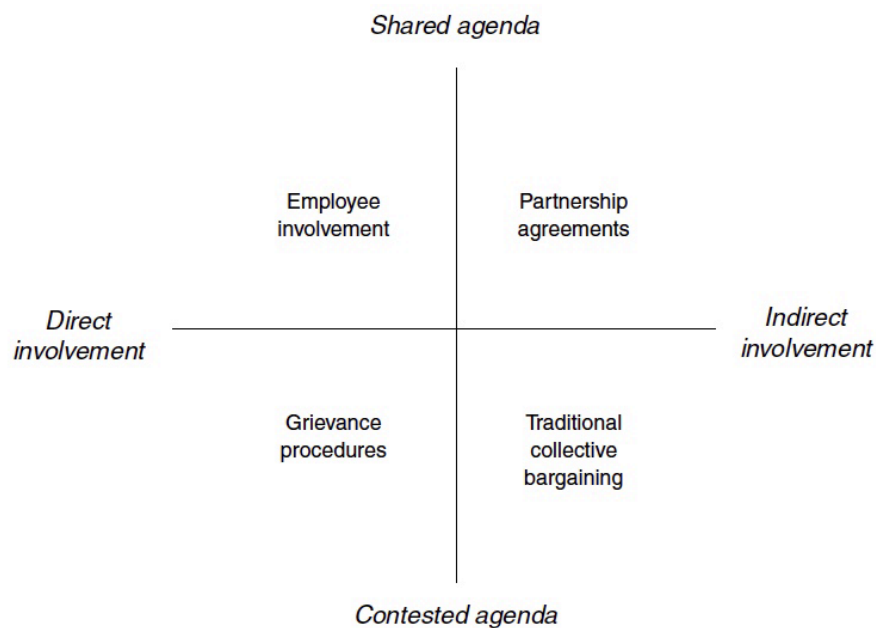 Shared agenda
Employee
involvement
Partnership
agreements
Direct
involvement
Indirect
involvement
Grievance
procedures
Traditional
collective
bargaining
Contested agenda